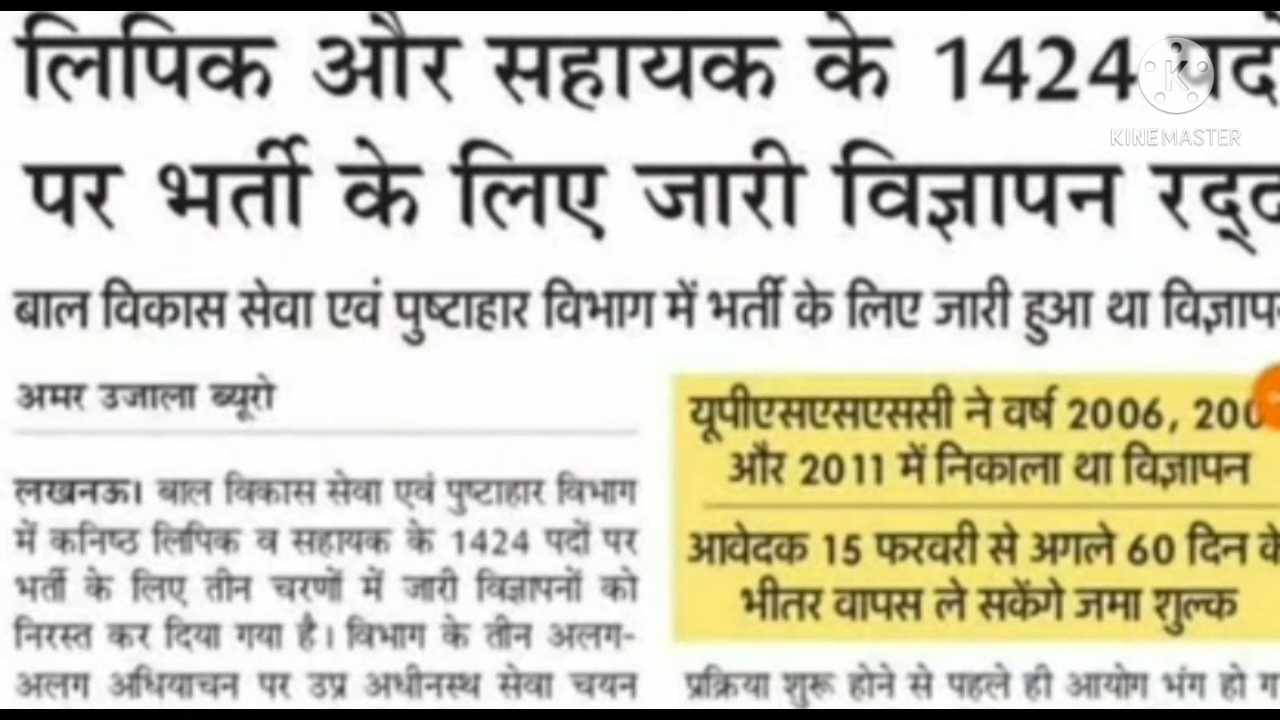 लिपिक और सहायक के 1424
पर भर्ती के लिए जारी विज्ञापन
KINEMASTER
बाल विकास सेवा एवं पुष्टाहार विभाग में भर्ती के लिए जारी हुआ था
अमर उजाला ब्यूरो
लखनऊ। बाल विकास सेवा एवं पुष्टाहार विभाग
में कनिष्ठ लिपिक व सहायक के 1424 पदों पर
भर्ती के लिए तीन चरणों में जारी विज्ञापनों को
निरस्त कर दिया गया है। विभाग के तीन अलग-
अलग अधियाचन पर उप्र अधीनस्थ सेवा चयन
यूपीएसएसएससी ने वर्ष 2006,
और 2011 में निकाला था विज्ञापन
आवेदक 15 फरवरी से अगले 60 दिन के
भीतर वापस ले सकेंगे जमा शुल्क
प्रक्रिया शुरू होने से पहले ही आयोग भंग हो